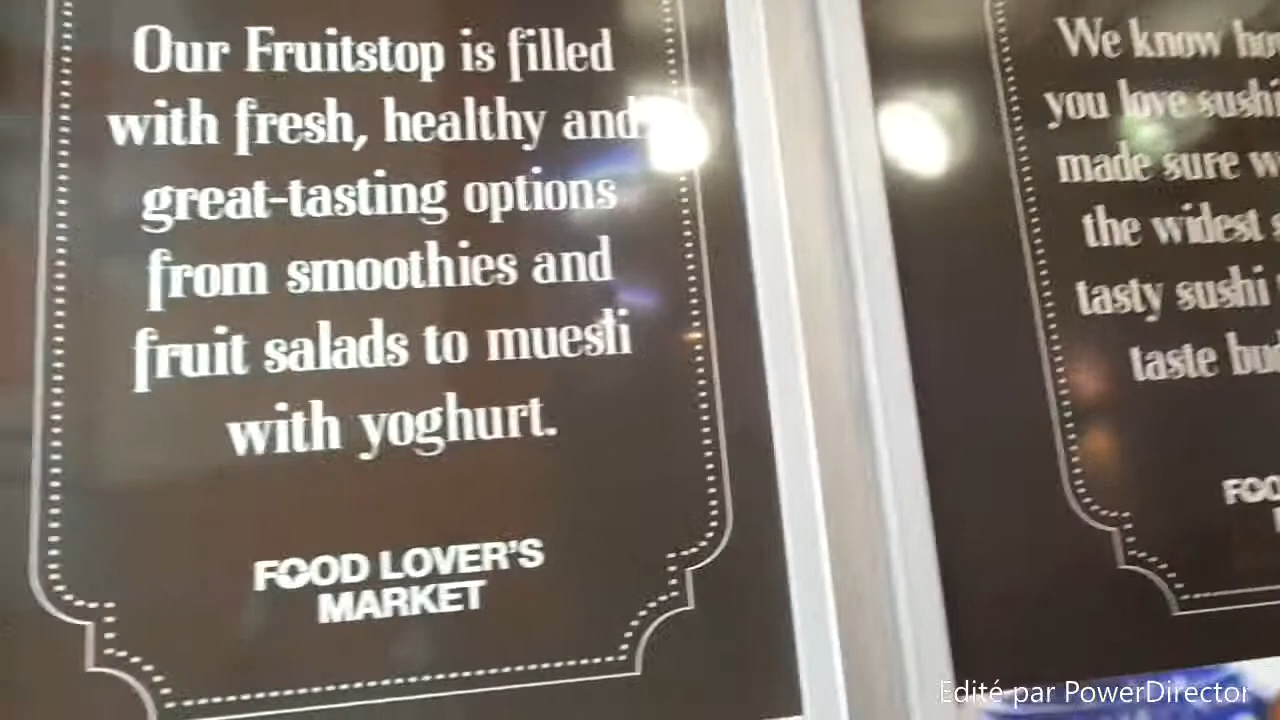 Our Fruitstop is filled
with fresh, healthy and
great-tasting options
from smoothies and
fruit salads to muesli
with yoghurt.
FOOD LOVER'S
MARKET
We know
you love sushi
made sure
the widest
tasty sushi
taste
Edité par PowerDirector